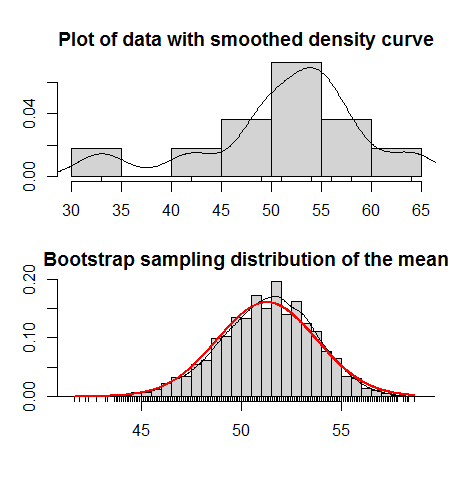 Plot of data with smoothed density curve
0.04
0.00
30 35 40 45 50 55 60 65
Bootstrap sampling distribution of the mean
0.20
0.10
0.00
45 50 55